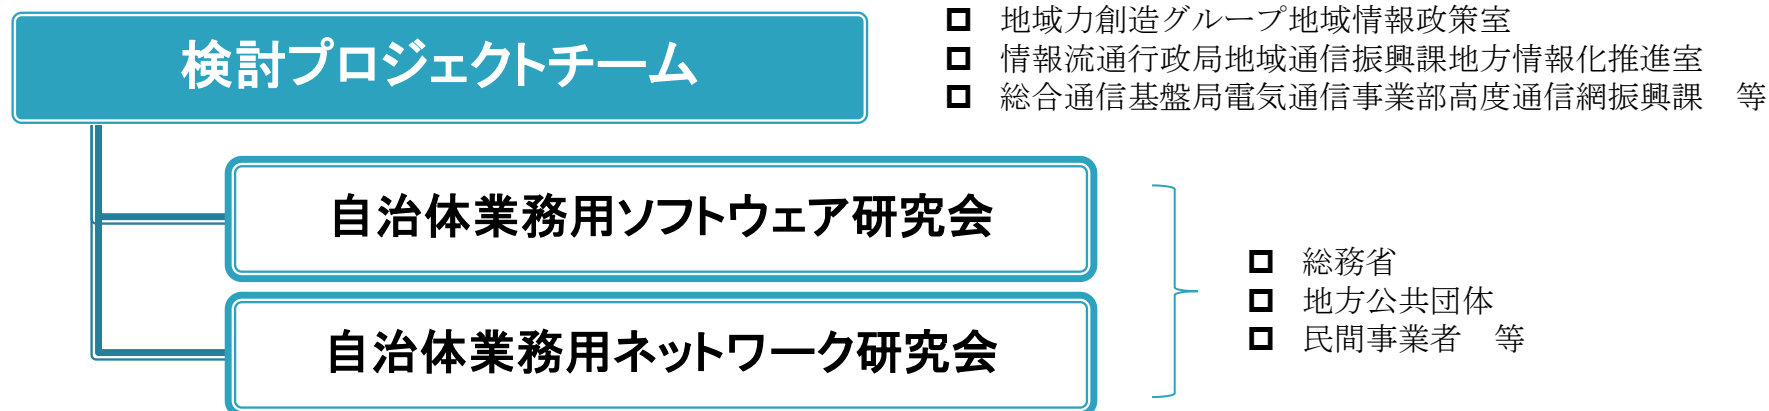 検討プロジェクトチーム
地域力創造グループ地域情報政策室
情報流通行政局地域通信振興課地方情報化推進室
総合通信基盤局電気通信事業部高度通信網振興課　等
自治体業務用ソフトウェア研究会
自治体業務用ネットワーク研究会
総務省
地方公共団体
民間事業者　等